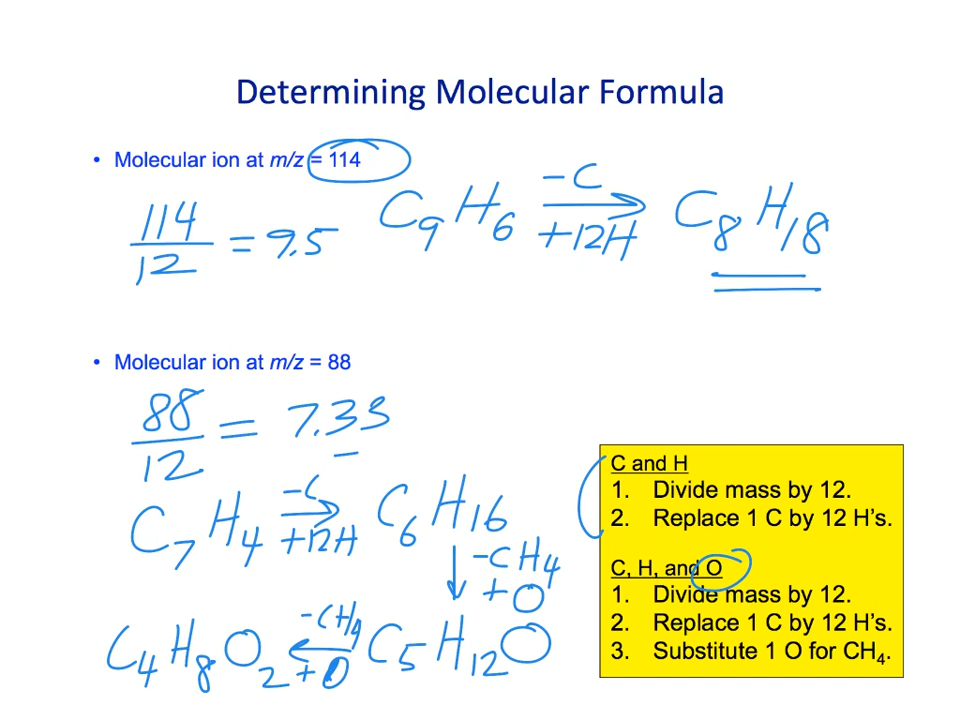 Determining Molecular Formula
• Molecular ion at m/z = 114
114/12 = 9.5 C₉H₆ −C → +12H C₈H₁₈
• Molecular ion at m/z = 88
88/12 = 7.33
C₇H₄ −C → +12H C₆H₁₆
↓ −CH₄ +O
C₄H₈O₂ −CH₄ ← +O C₅H₁₂O
C and H
1. Divide mass by 12.
2. Replace 1 C by 12 H's.
C, H, and O
1. Divide mass by 12.
2. Replace 1 C by 12 H's.
3. Substitute 1 O for CH₄.